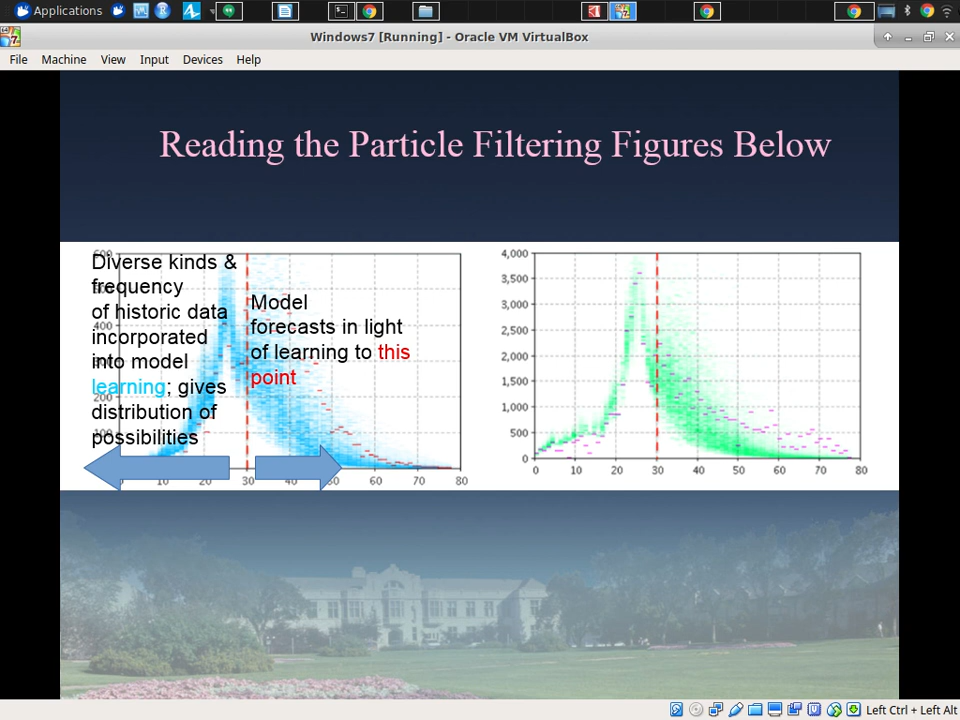 Applications
Windows7 [Running] - Oracle VM VirtualBox
File Machine View Input Devices Help
Reading the Particle Filtering Figures Below
Diverse kinds &
frequency
of historic data
incorporated
into model
learning; gives
distribution of
possibilities
Model
forecasts in light
of learning to this
point
600
400
200
100
10 20 30 40 50 60 70 80
4,000
3,500
3,000
2,500
2,000
1,500
1,000
500
0
0 10 20 30 40 50 60 70 80
Left Ctrl + Left Alt